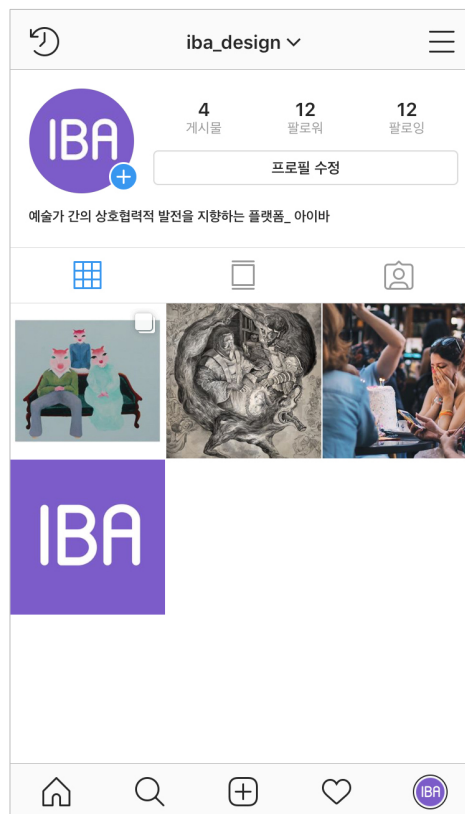 iba_design
IBA
4
게시물
12
팔로워
12
팔로잉
프로필 수정
예술가 간의 상호협력적 발전을 지향하는 플랫폼_ 아이바
IBA
IBA